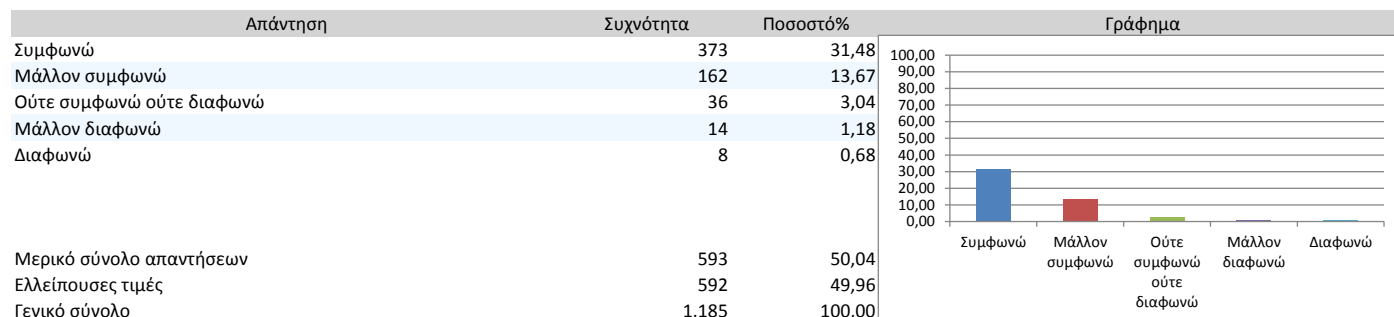 Απάντηση Συχνότητα Ποσοστό% Γράφημα
Συμφωνώ 373 31,48
Μάλλον συμφωνώ 162 13,67
Ούτε συμφωνώ ούτε διαφωνώ 36 3,04
Μάλλον διαφωνώ 14 1,18
Διαφωνώ 8 0,68
Μερικό σύνολο απαντήσεων 593 50,04
Ελλείπουσες τιμές 592 49,96
Γενικό σύνολο 1.185 100,00
100,00
90,00
80,00
70,00
60,00
50,00
40,00
30,00
20,00
10,00
0,00
Συμφωνώ Μάλλον Ούτε Μάλλον Διαφωνώ
συμφωνώ συμφωνώ διαφωνώ
ούτε
διαφωνώ